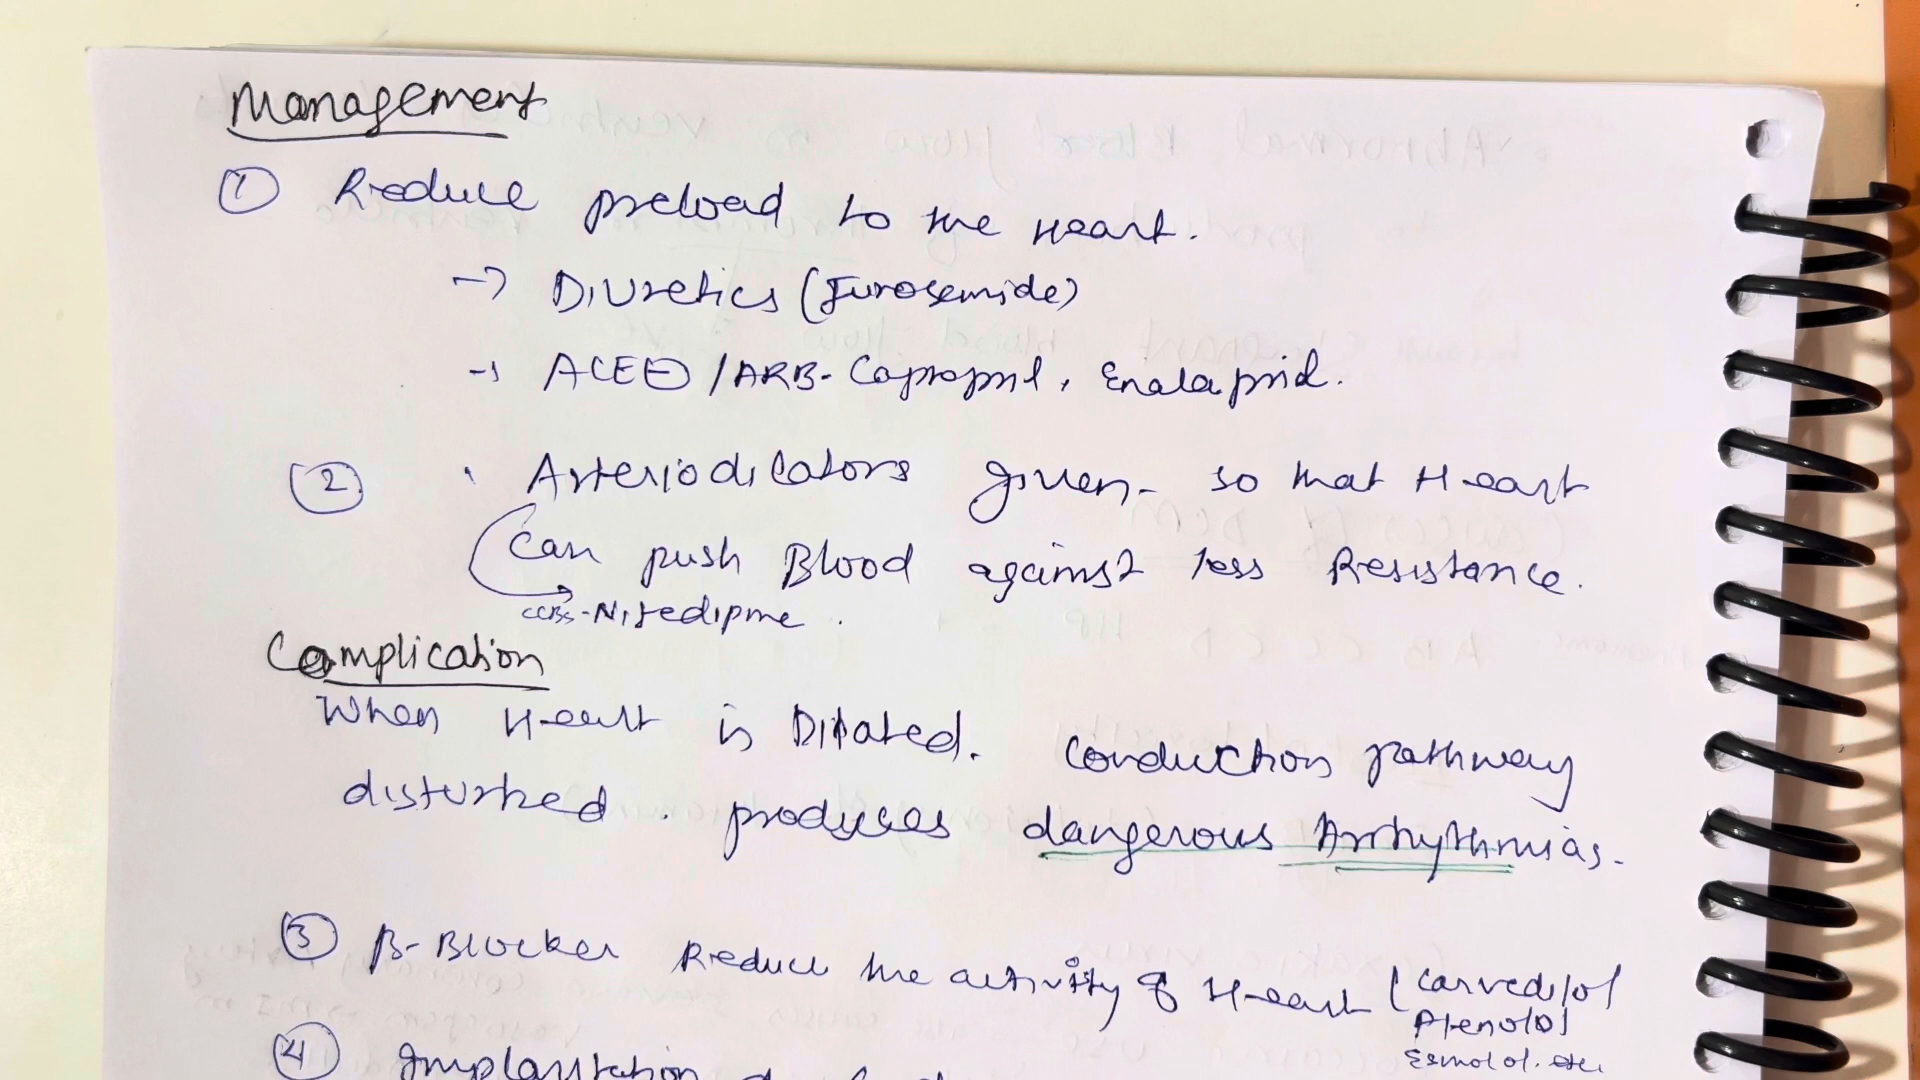 Management
① Reduce preload to the Heart.
→ Diuretics (Furosemide)
→ ACE⊖ / ARB - Captopril, Enalapril.
② · Arteriodilators given - so that Heart
can push Blood against less Resistance.
CCBs - Nifedipine.
Complication
When Heart is Dilated. conduction pathway
disturbed. produces dangerous Arrhythmias.
③ β-Blocker Reduce the activity of Heart (Carvedilol
Atenolol
Esmolol. etc.
④ Implantation